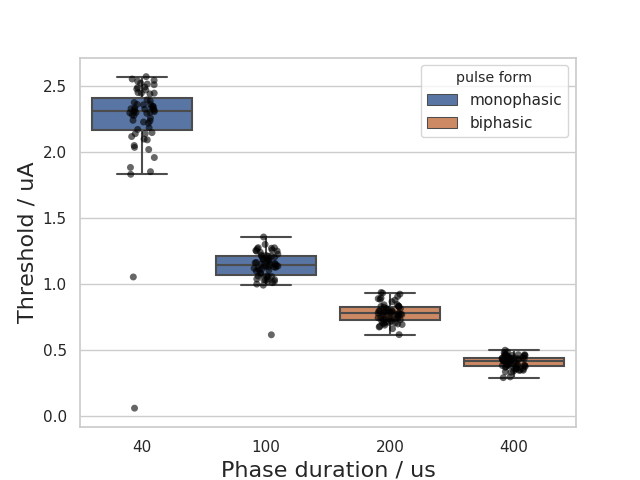 pulse form
monophasic
biphasic
2.5
2.0
1.5
1.0
0.5
0.0
Threshold / uA
40 100 200 400
Phase duration / us